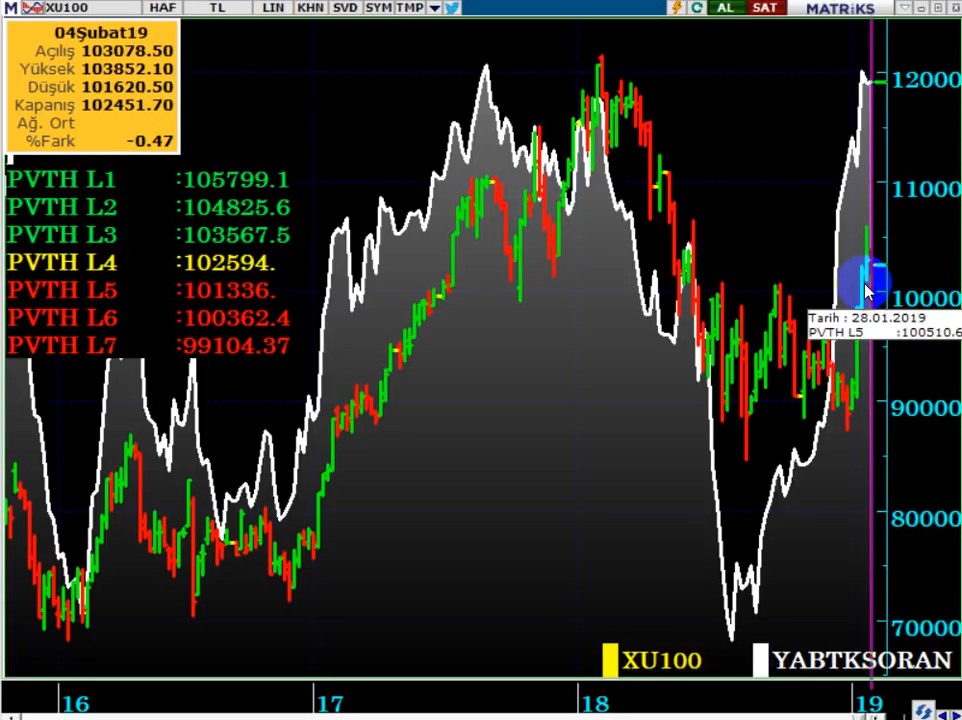 M XU100 HAF TL LIN KHN SVD SYM TMP AL SAT MATRİKS
04Şubat19
Açılış 103078.50
Yüksek 103852.10
Düşük 101620.50
Kapanış 102451.70
Ağ. Ort
%Fark -0.47
PVTH L1 :105799.1
PVTH L2 :104825.6
PVTH L3 :103567.5
PVTH L4 :102594.
PVTH L5 :101336.
PVTH L6 :100362.4
PVTH L7 :99104.37
12000
11000
10000
Tarih : 28.01.2019
PVTH L5 :100510.6
90000
80000
70000
XU100 YABTKSORAN
16 17 18 19